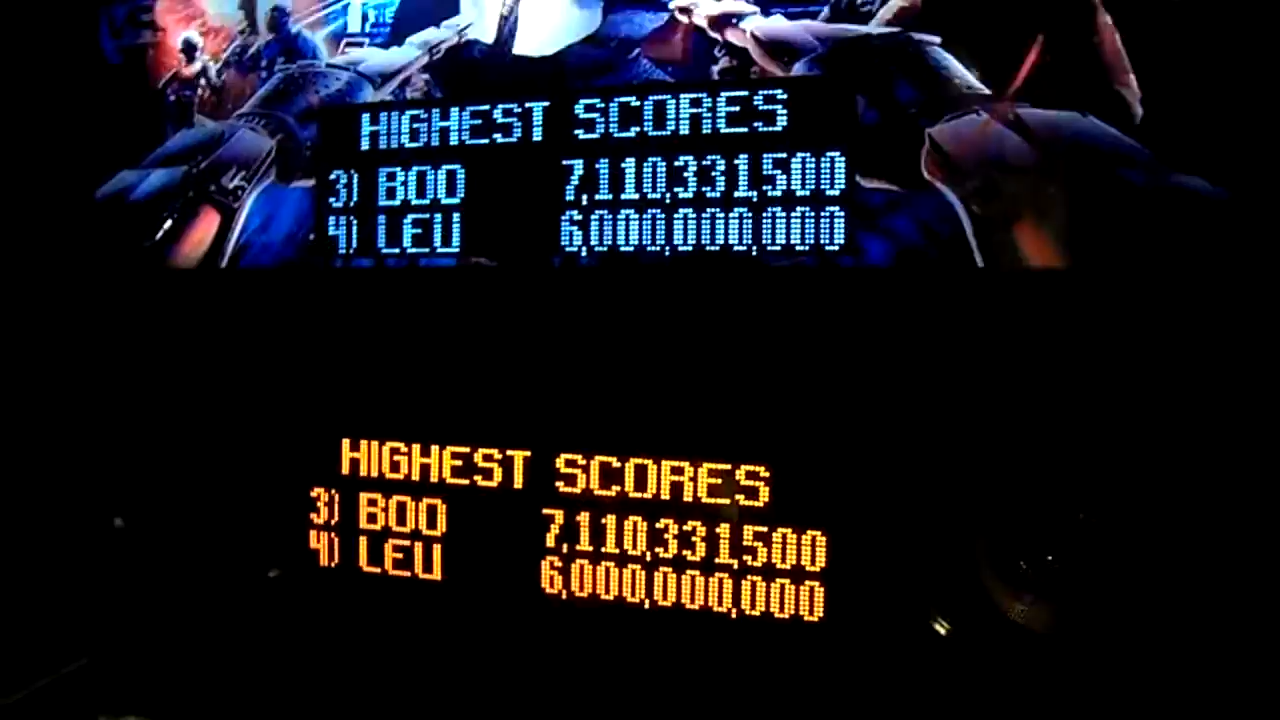 HIGHEST SCORES
3) BOO 7,110,331,500
4) LEU 6,000,000,000
HIGHEST SCORES
3) BOO 7,110,331,500
4) LEU 6,000,000,000